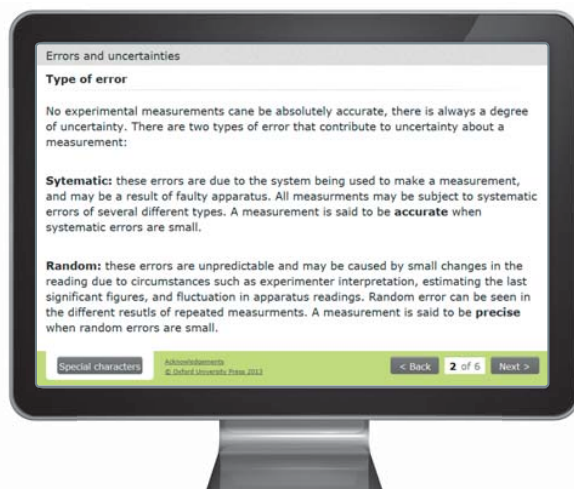 Errors and uncertainties
Type of error
No experimental measurements cane be absolutely accurate, there is always a degree
of uncertainty. There are two types of error that contribute to uncertainty about a
measurement:
Sytematic: these errors are due to the system being used to make a measurement,
and may be a result of faulty apparatus. All measurments may be subject to systematic
errors of several different types. A measurement is said to be accurate when
systematic errors are small.
Random: these errors are unpredictable and may be caused by small changes in the
reading due to circumstances such as experimenter interpretation, estimating the last
significant figures, and fluctuation in apparatus readings. Random error can be seen in
the different resutls of repeated measurments. A measurement is said to be precise
when random errors are small.
Special characters
Acknowledgements
© Oxford University Press 2013
< Back 2 of 6 Next >